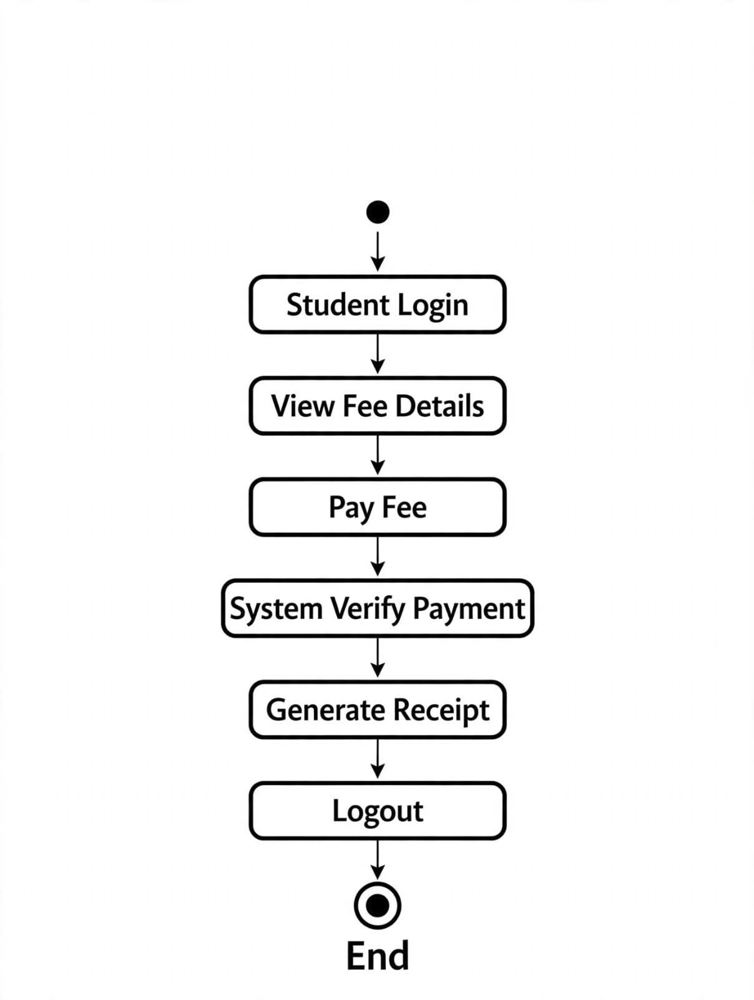 Student Login
View Fee Details
Pay Fee
System Verify Payment
Generate Receipt
Logout
End